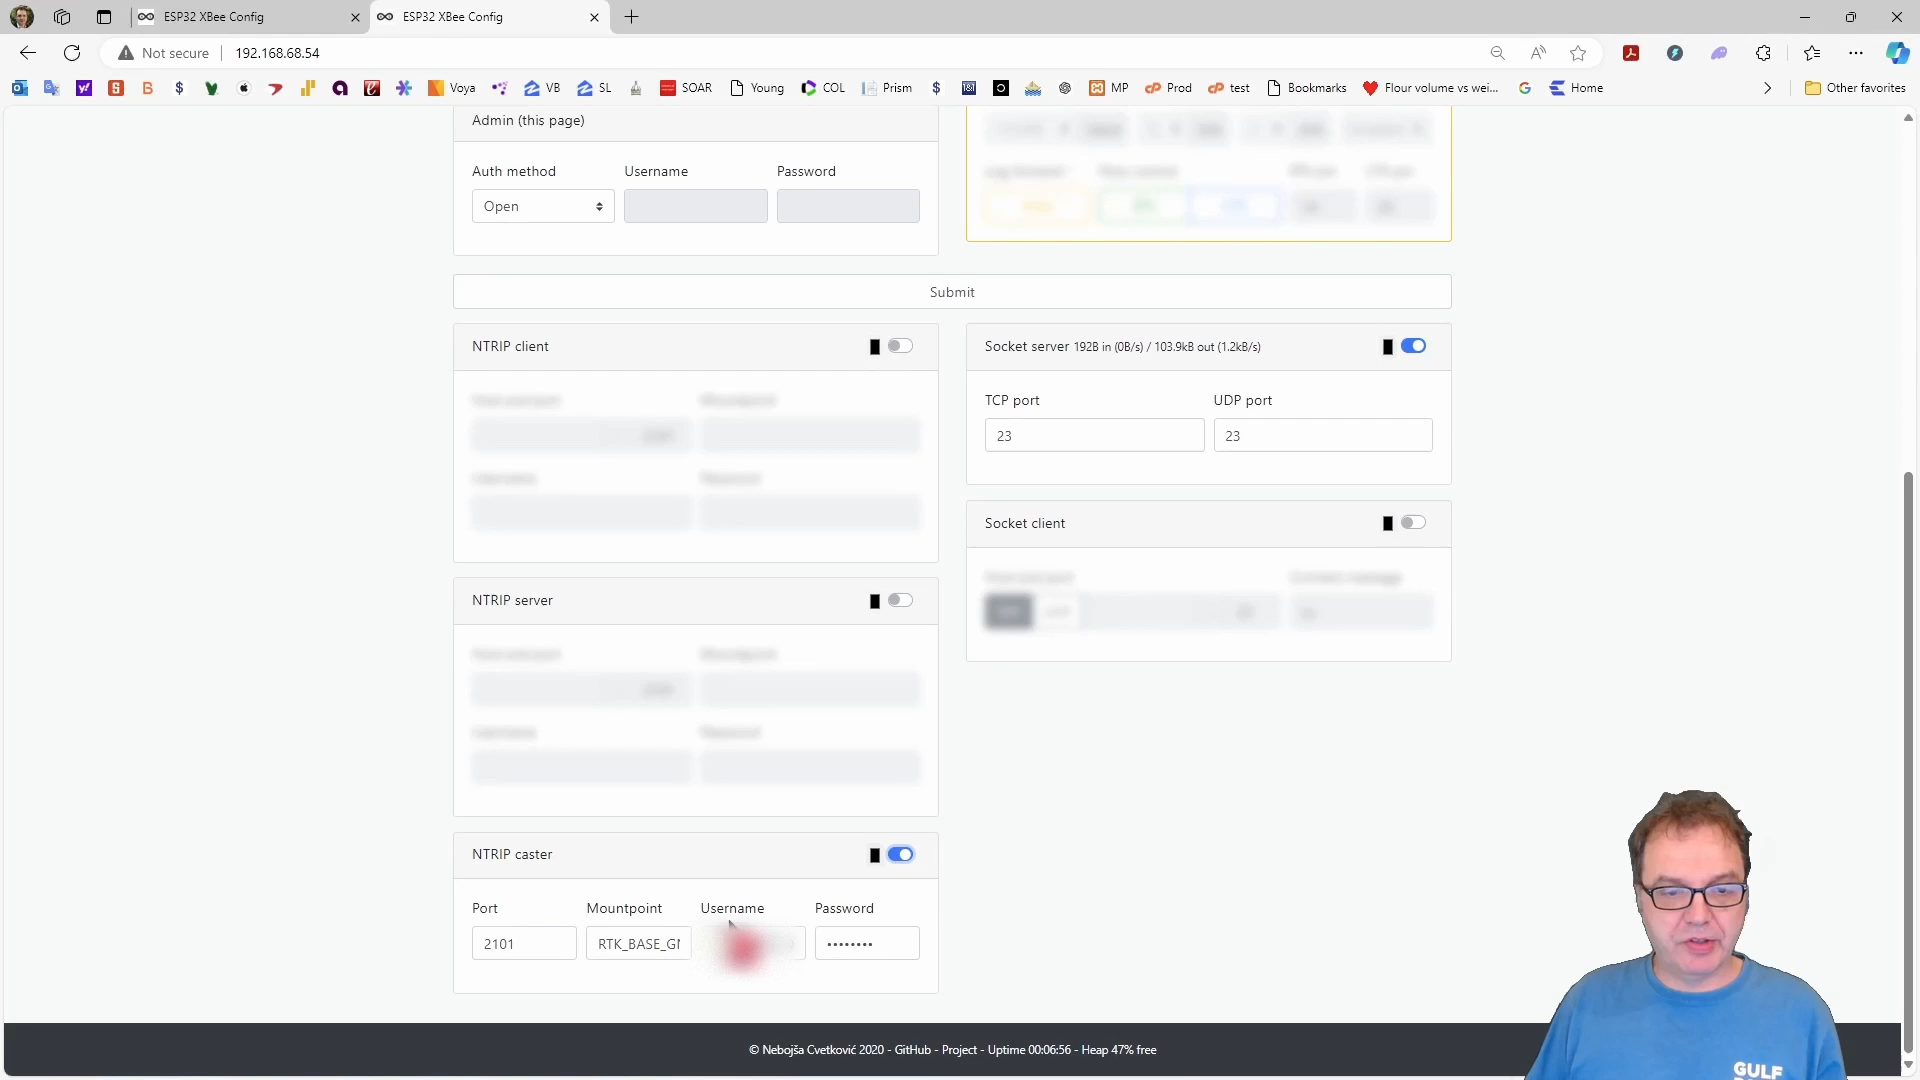 ESP32 XBee Config
ESP32 XBee Config
Not secure
192.168.68.54
Voya
VB
SL
SOAR
Young
COL
Prism
MP
Prod
test
Bookmarks
Flour volume vs wei...
Home
Other favorites
Admin (this page)
Auth method
Username
Password
Open
Submit
NTRIP client
Socket server 192B in (0B/s) / 103.9kB out (1.2kB/s)
TCP port
UDP port
23
23
Socket client
NTRIP server
NTRIP caster
Port
Mountpoint
Username
Password
2101
RTK_BASE_GN
••••••••
© Nebojša Cvetković 2020 - GitHub - Project - Uptime 00:06:56 - Heap 47% free
GULF